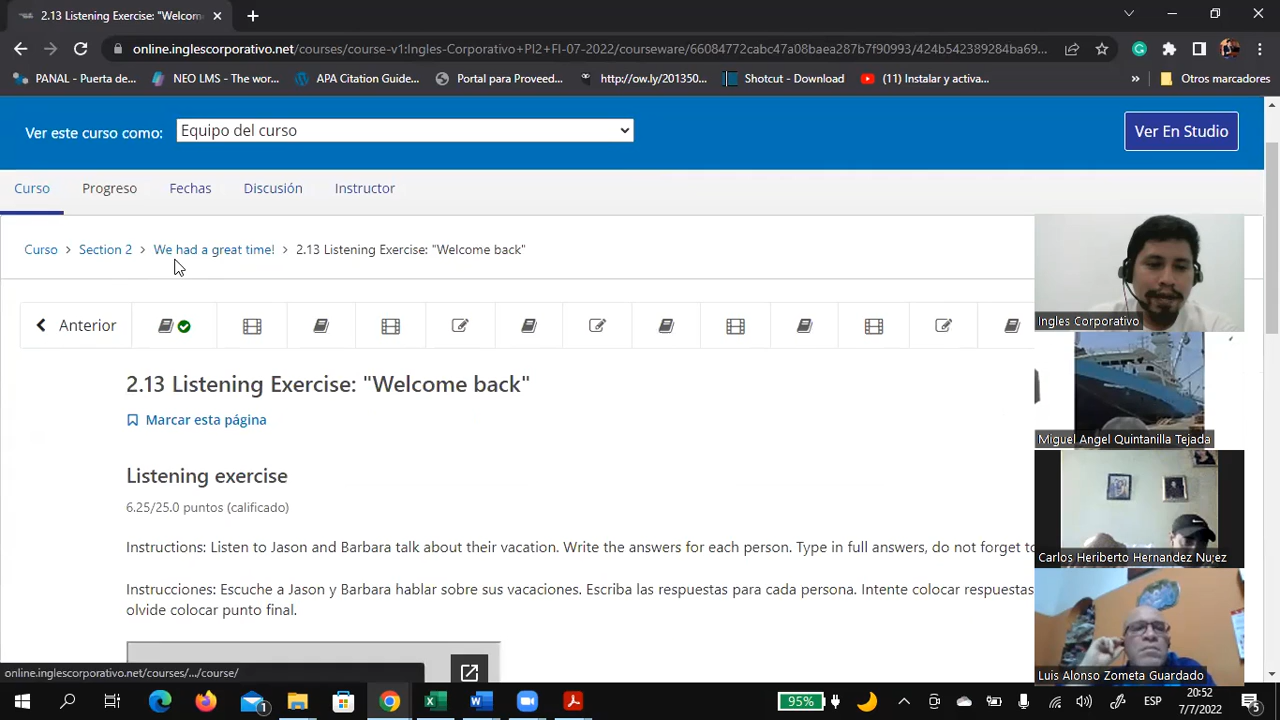 2.13 Listening Exercise: "Welcom
online.inglescorporativo.net/courses/course-v1:Ingles-Corporativo+PI2+FI-07-2022/courseware/66084772cabc47a08baea287b7f90993/424b542389284ba69...
PANAL - Puerta de...
NEO LMS - The wor...
APA Citation Guide...
Portal para Proveed...
http://ow.ly/201350...
Shotcut - Download
(11) Instalar y activa...
»
Otros marcadores
Ver este curso como:
Equipo del curso
Ver En Studio
Curso
Progreso
Fechas
Discusión
Instructor
Curso > Section 2 > We had a great time! > 2.13 Listening Exercise: "Welcome back"
Anterior
2.13 Listening Exercise: "Welcome back"
Marcar esta página
Listening exercise
6.25/25.0 puntos (calificado)
Instructions: Listen to Jason and Barbara talk about their vacation. Write the answers for each person. Type in full answers, do not forget to
Instrucciones: Escuche a Jason y Barbara hablar sobre sus vacaciones. Escriba las respuestas para cada persona. Intente colocar respuestas
olvide colocar punto final.
Ingles Corporativo
Miguel Angel Quintanilla Tejada
Carlos Heriberto Hernandez Nuñez
Luis Alonso Zometa Guardado
online.inglescorporativo.net/courses/.../course/
1
95%
ESP
20:52
7/7/2022
5